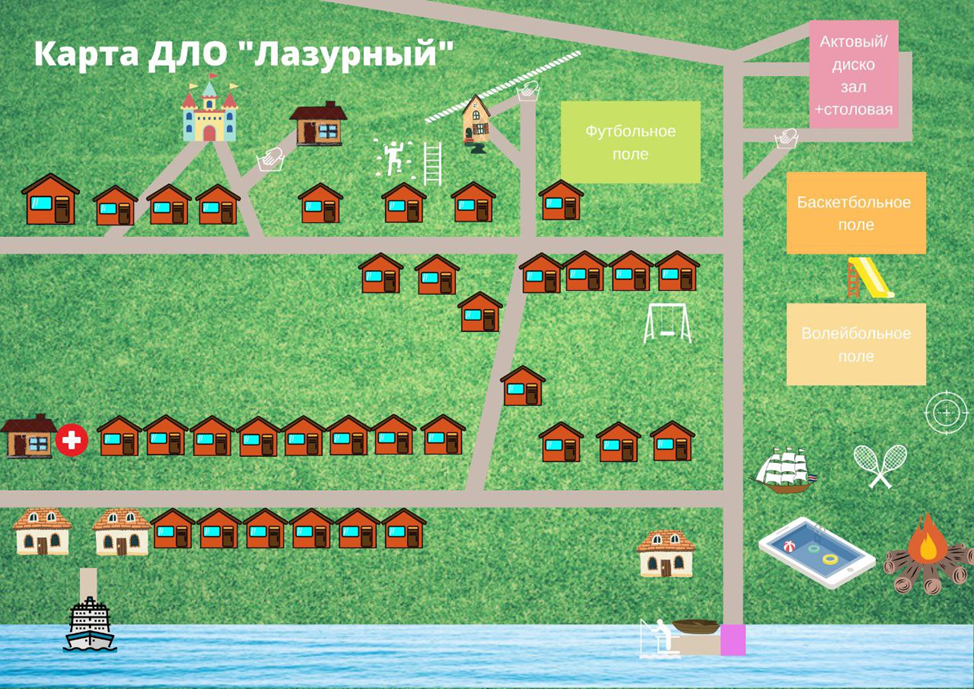 Карта ДЛО "Лазурный"
Актовый/
диско
зал
+столовая
Футбольное
поле
Баскетбольное
поле
Волейбольное
поле